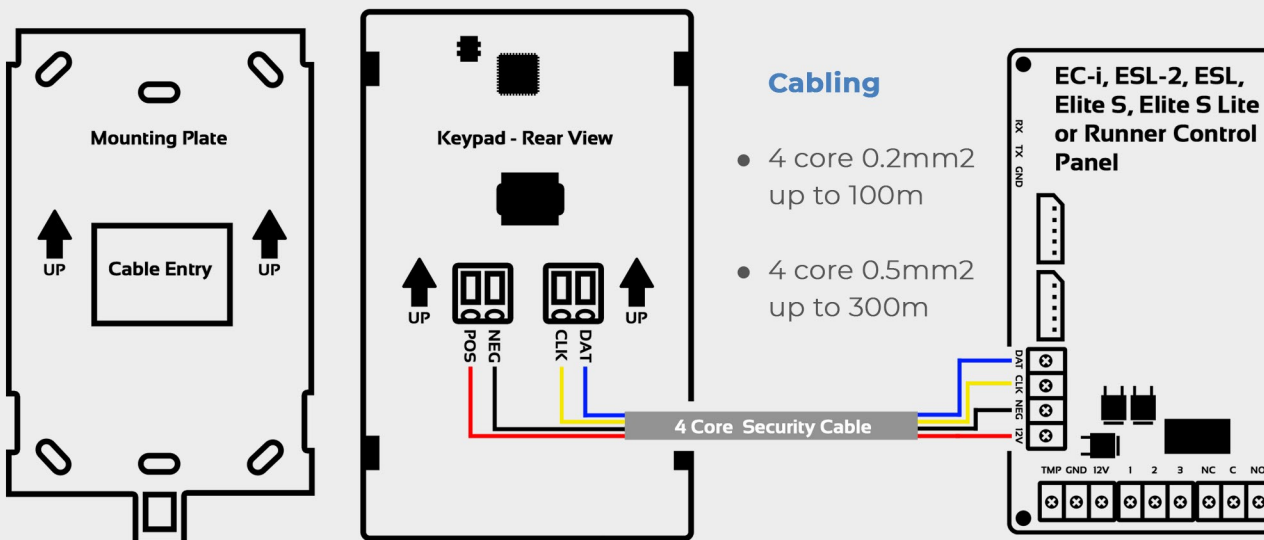 Mounting Plate
UP
Cable Entry
UP
Keypad - Rear View
UP
UP
POS
NEG
CLK
DAT
Cabling
• 4 core 0.2mm2
up to 100m
• 4 core 0.5mm2
up to 300m
4 Core Security Cable
EC-i, ESL-2, ESL,
Elite S, Elite S Lite
or Runner Control
Panel
RX TX GND
DAT
CLK
NEG
12V
TMP GND 12V 1 2 3 NC C NO